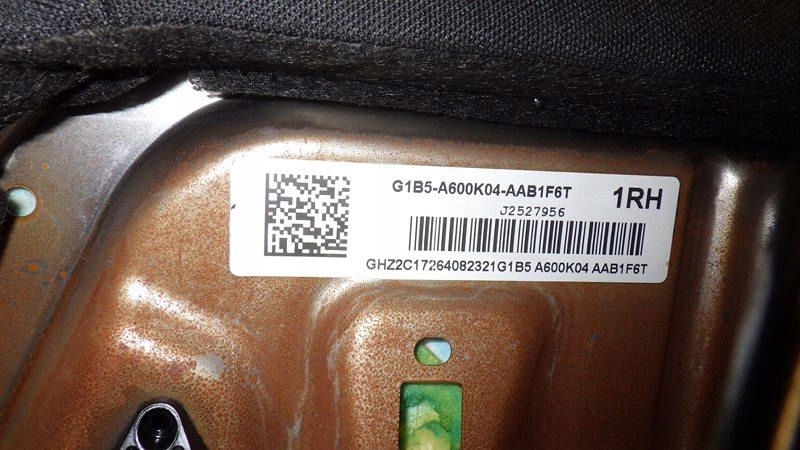 G1B5-A600K04-AAB1F6T 1RH
J2527956
GHZ2C17264082321G1B5 A600K04 AAB1F6T